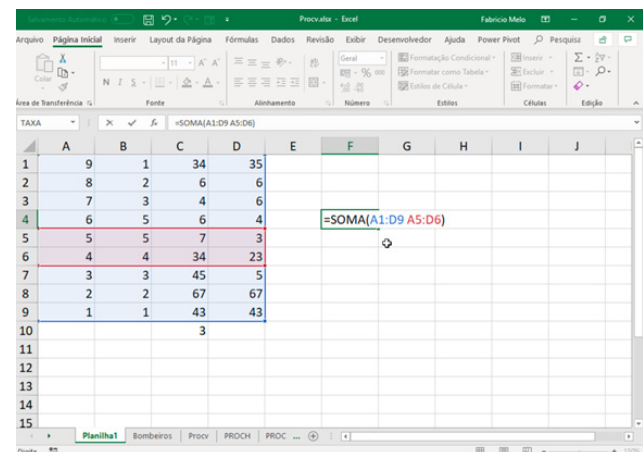 Salvamento Automático Procv.xlsx - Excel Fabricio Melo
Arquivo Página Inicial Inserir Layout da Página Fórmulas Dados Revisão Exibir Desenvolvedor Ajuda Power Pivot Pesquisa
Colar N I S 11 A A Geral % 000 Formatação Condicional Formatar como Tabela Estilos de Célula Inserir Excluir Formatar
Área de Transferência Fonte Alinhamento Número Estilos Células Edição
TAXA fx =SOMA(A1:D9 A5:D6)
A B C D E F G H I J
1 9 1 34 35
2 8 2 6 6
3 7 3 4 6
4 6 5 6 4 =SOMA(A1:D9 A5:D6)
5 5 5 7 3
6 4 4 34 23
7 3 3 45 5
8 2 2 67 67
9 1 1 43 43
10 3
11
12
13
14
15
Planilha1 Bombeiros Procv PROCH PROC ...
Digite 150%